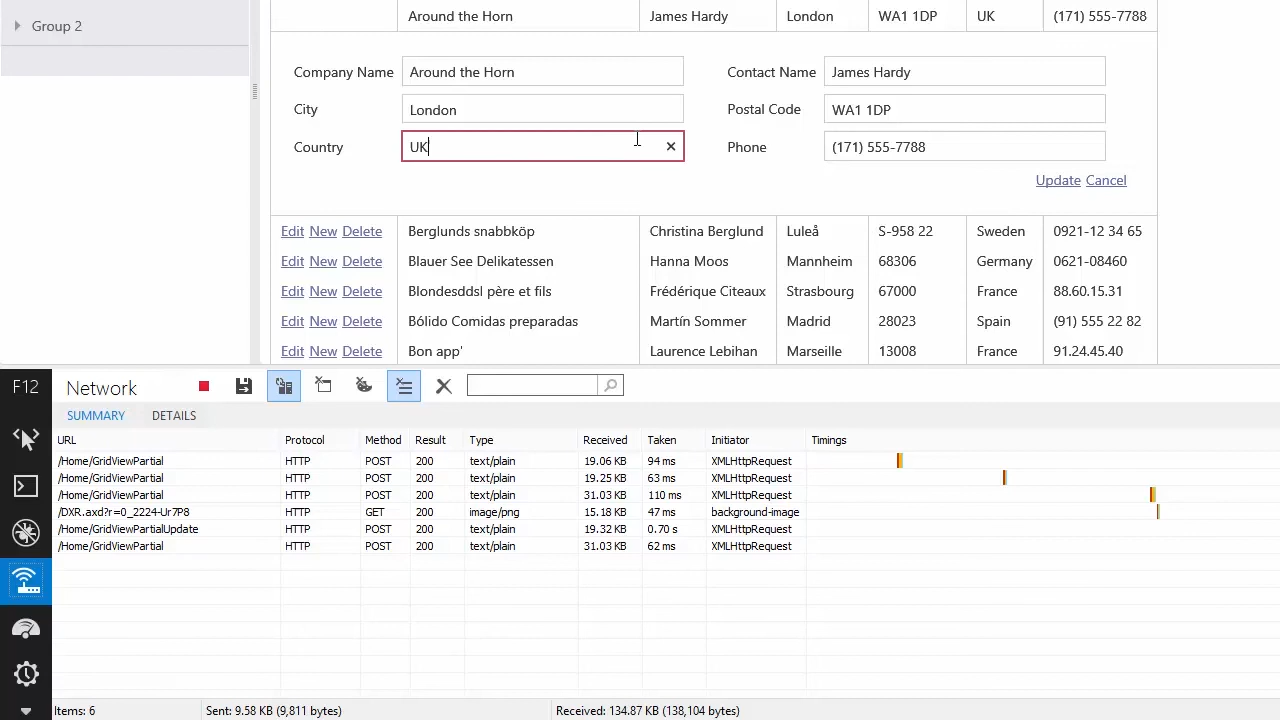 Group 2
Around the Horn James Hardy London WA1 1DP UK (171) 555-7788
Company Name Around the Horn Contact Name James Hardy
City London Postal Code WA1 1DP
Country UK Phone (171) 555-7788
Update Cancel
Edit New Delete Berglunds snabbköp Christina Berglund Luleå S-958 22 Sweden 0921-12 34 65
Edit New Delete Blauer See Delikatessen Hanna Moos Mannheim 68306 Germany 0621-08460
Edit New Delete Blondesddsl père et fils Frédérique Citeaux Strasbourg 67000 France 88.60.15.31
Edit New Delete Bólido Comidas preparadas Martín Sommer Madrid 28023 Spain (91) 555 22 82
Edit New Delete Bon app' Laurence Lebihan Marseille 13008 France 91.24.45.40
F12 Network
SUMMARY DETAILS
URL Protocol Method Result Type Received Taken Initiator Timings
/Home/GridViewPartial HTTP POST 200 text/plain 19.06 KB 94 ms XMLHttpRequest
/Home/GridViewPartial HTTP POST 200 text/plain 19.25 KB 63 ms XMLHttpRequest
/Home/GridViewPartial HTTP POST 200 text/plain 31.03 KB 110 ms XMLHttpRequest
/DXR.axd?r=0_2224-Ur7P8 HTTP GET 200 image/png 15.18 KB 47 ms background-image
/Home/GridViewPartialUpdate HTTP POST 200 text/plain 19.32 KB 0.70 s XMLHttpRequest
/Home/GridViewPartial HTTP POST 200 text/plain 31.03 KB 62 ms XMLHttpRequest
Items: 6 Sent: 9.58 KB (9,811 bytes) Received: 134.87 KB (138,104 bytes)